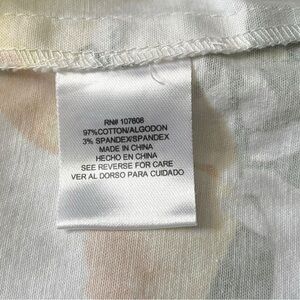 RN# 107808
97%COTTON/ALGODON
3% SPANDEX/SPANDEX
MADE IN CHINA
HECHO EN CHINA
SEE REVERSE FOR CARE
VER AL DORSO PARA CUIDADO